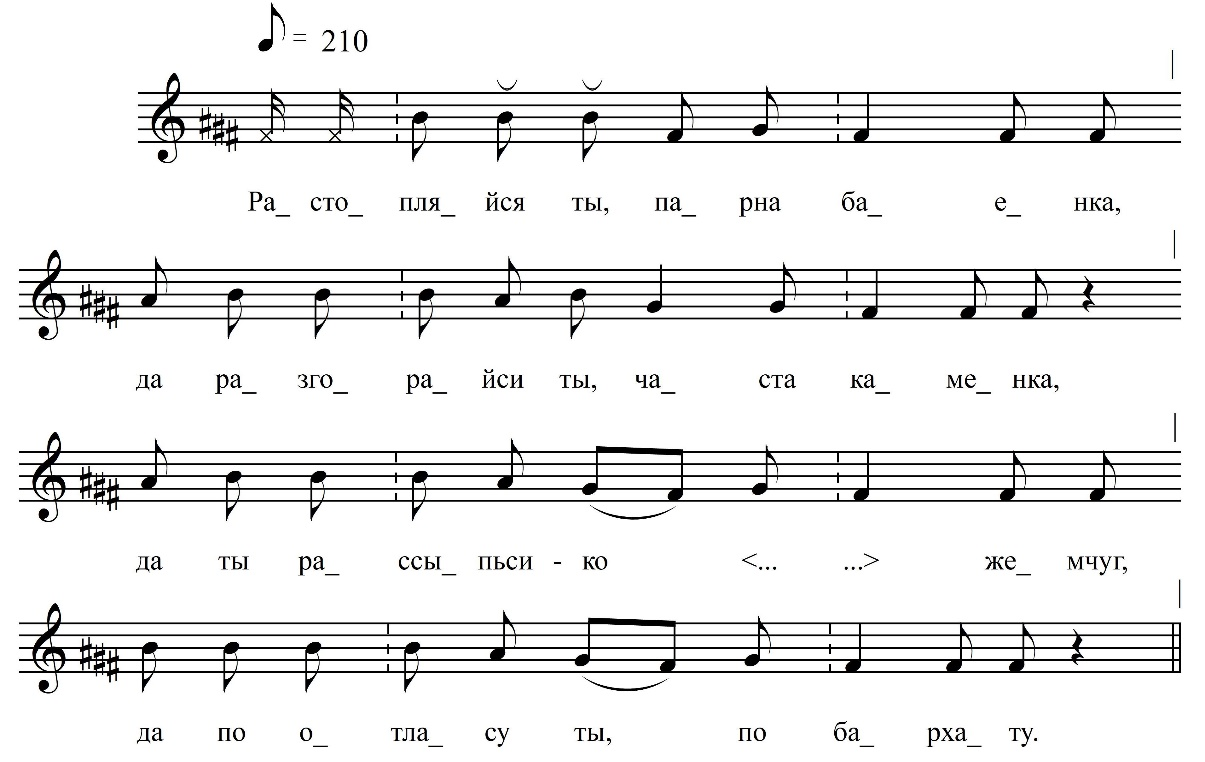 = 210
Ра_ сто_ пля_ йся ты, па_ рна ба_ е_ нка,
да ра_ зго_ ра_ йси ты, ча_ ста ка_ ме_ нка,
да ты ра_ ссы_ пьси - ко <... ...> же_ мчуг,
да по о_ тла_ су ты, по ба_ рха_ ту.